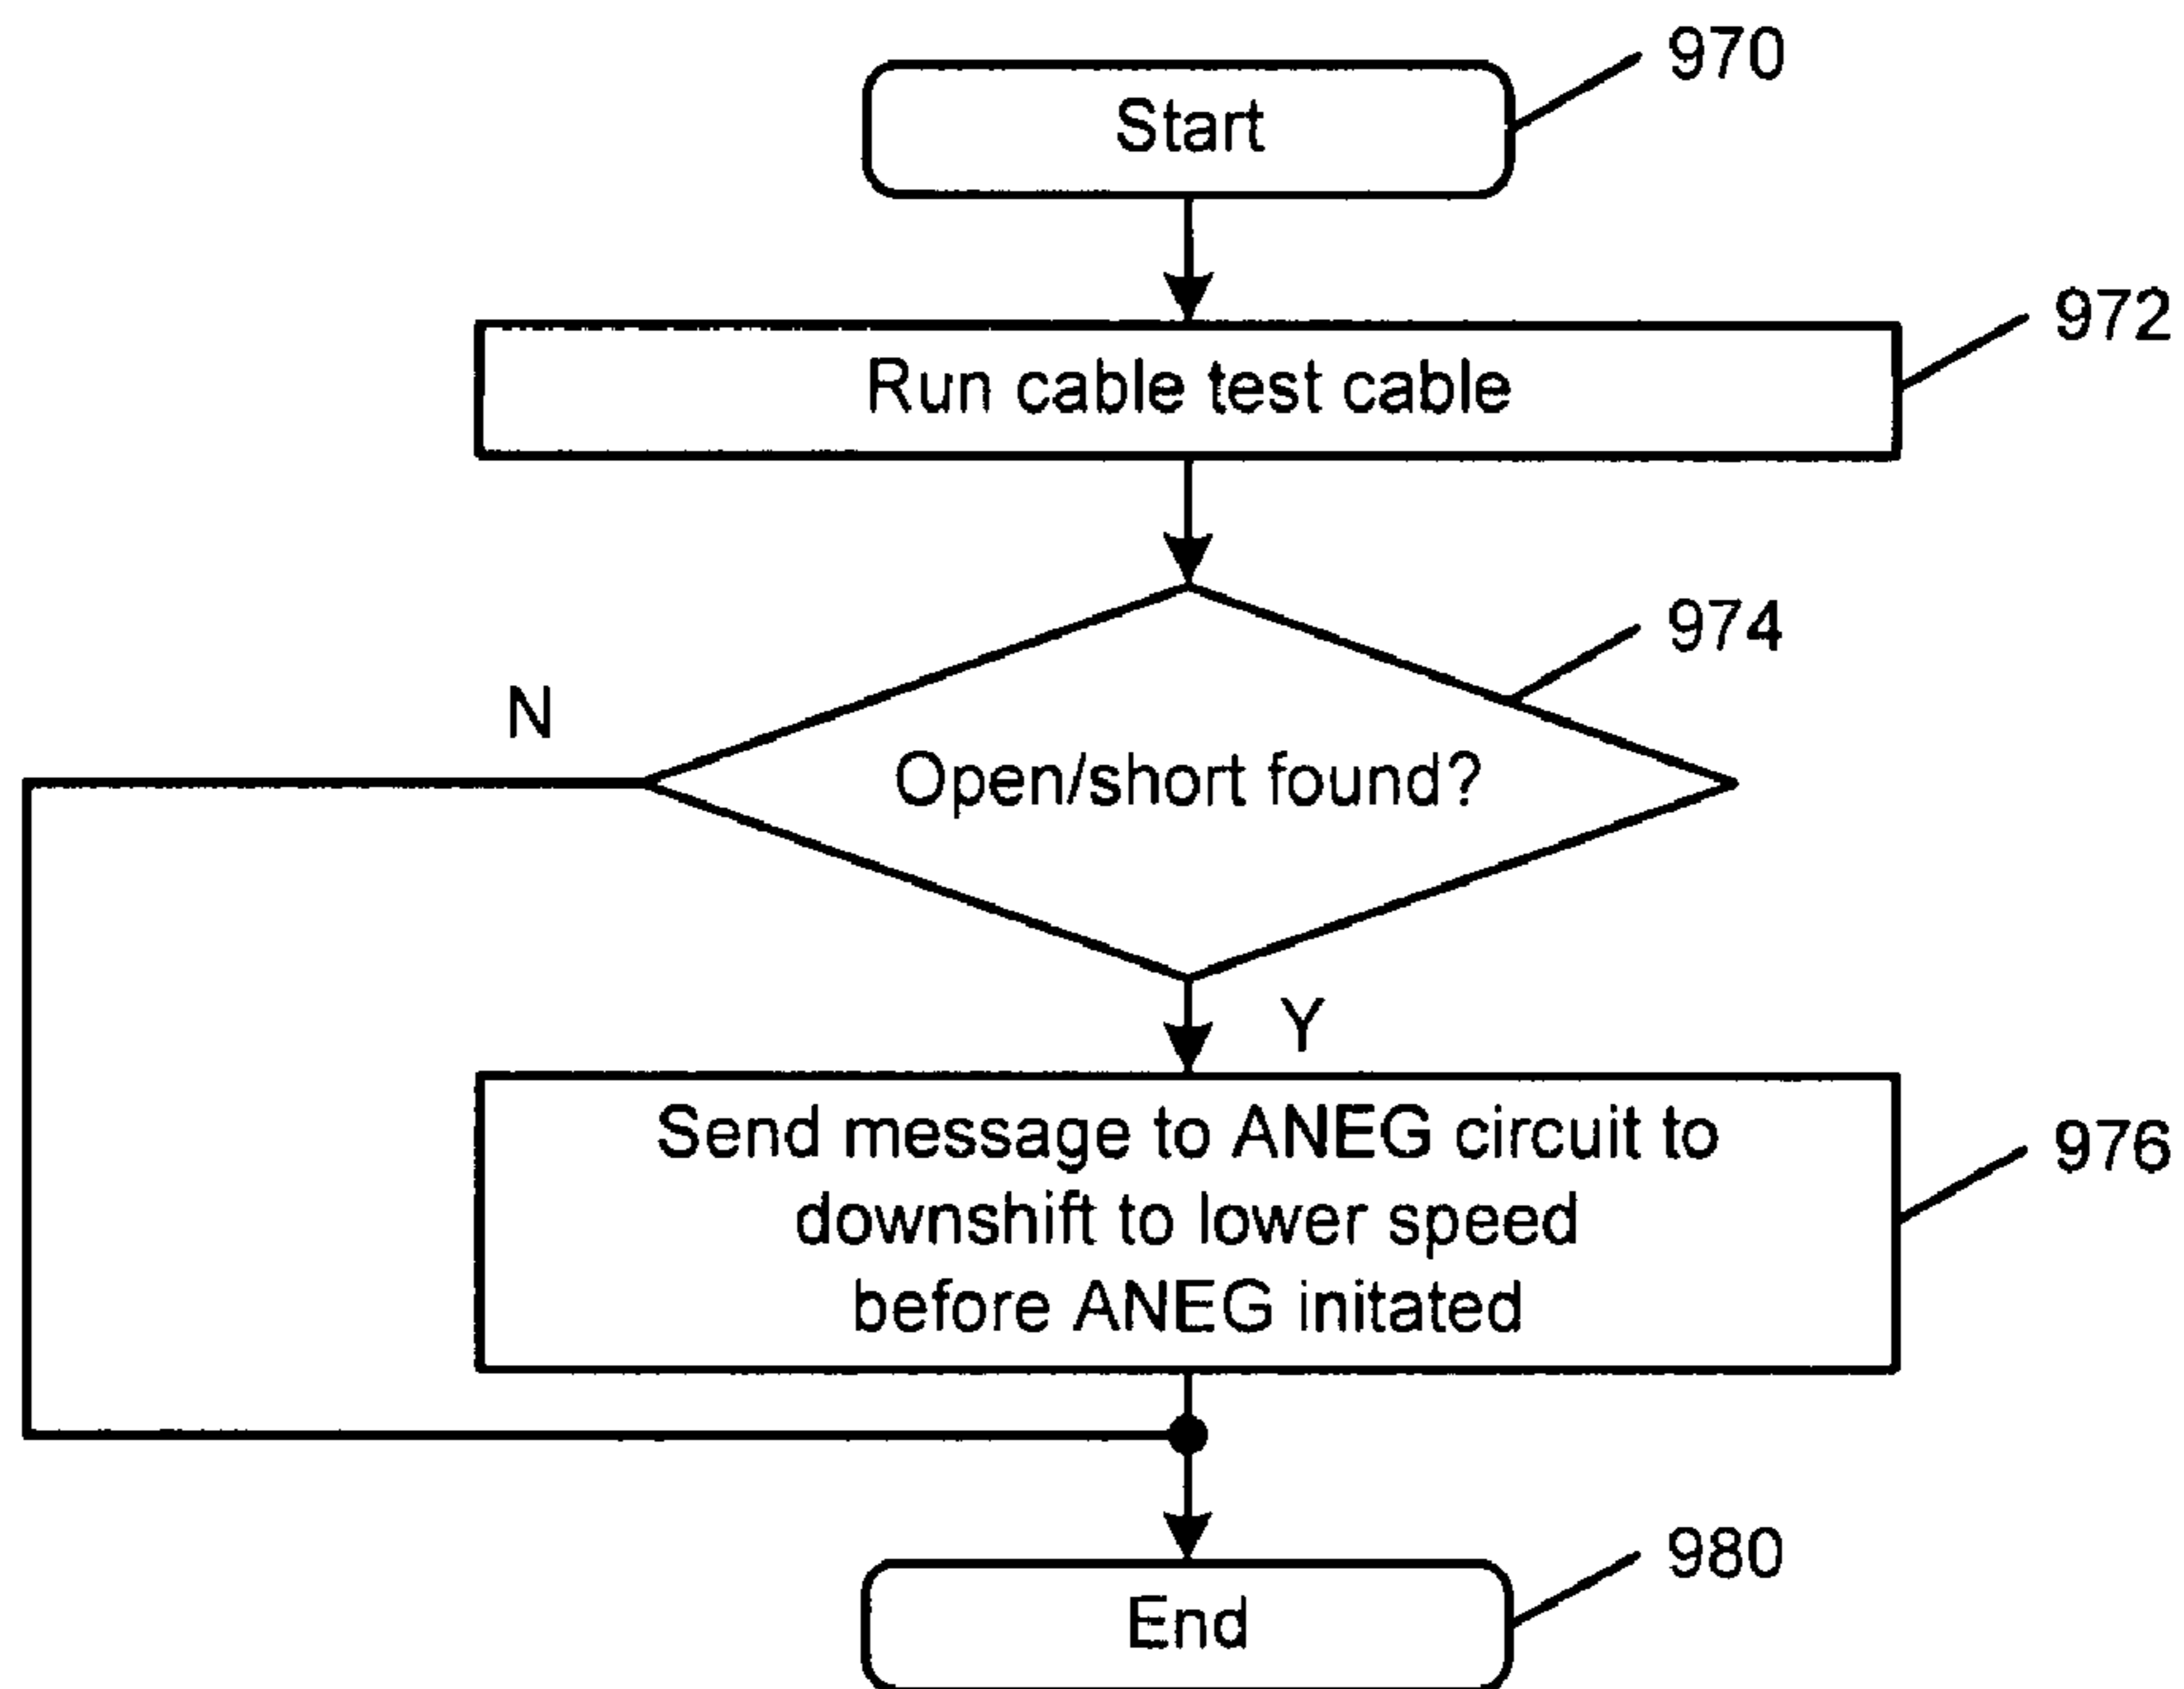 970
Start
972
Run cable test cable
974
N
Open/short found?
Y
Send message to ANEG circuit to
downshift to lower speed
before ANEG initated
976
980
End